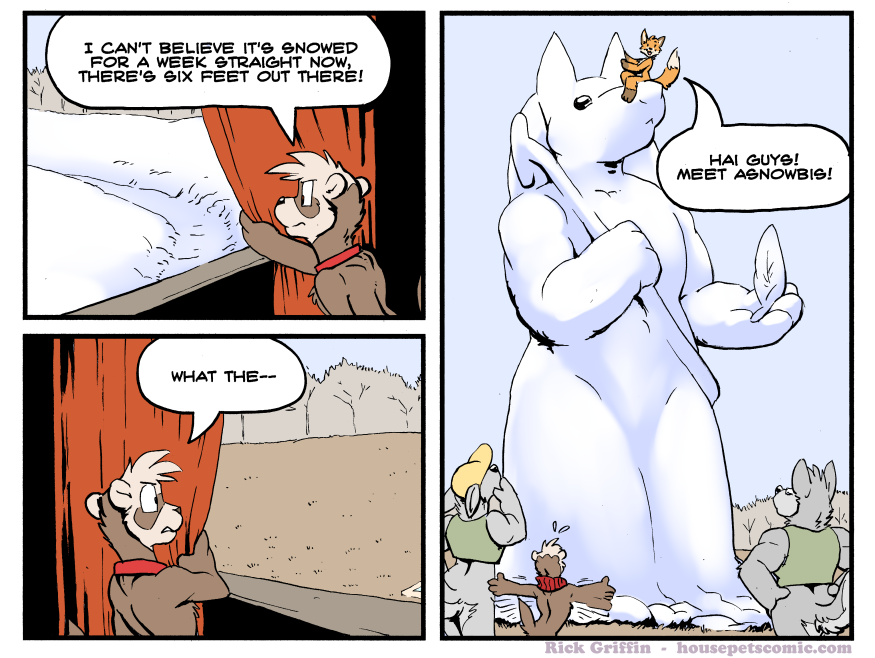 I CAN'T BELIEVE IT'S SNOWED
FOR A WEEK STRAIGHT NOW,
THERE'S SIX FEET OUT THERE!
WHAT THE--
HAI GUYS!
MEET ASNOWBIS!
Rick Griffin - housepetscomic.com